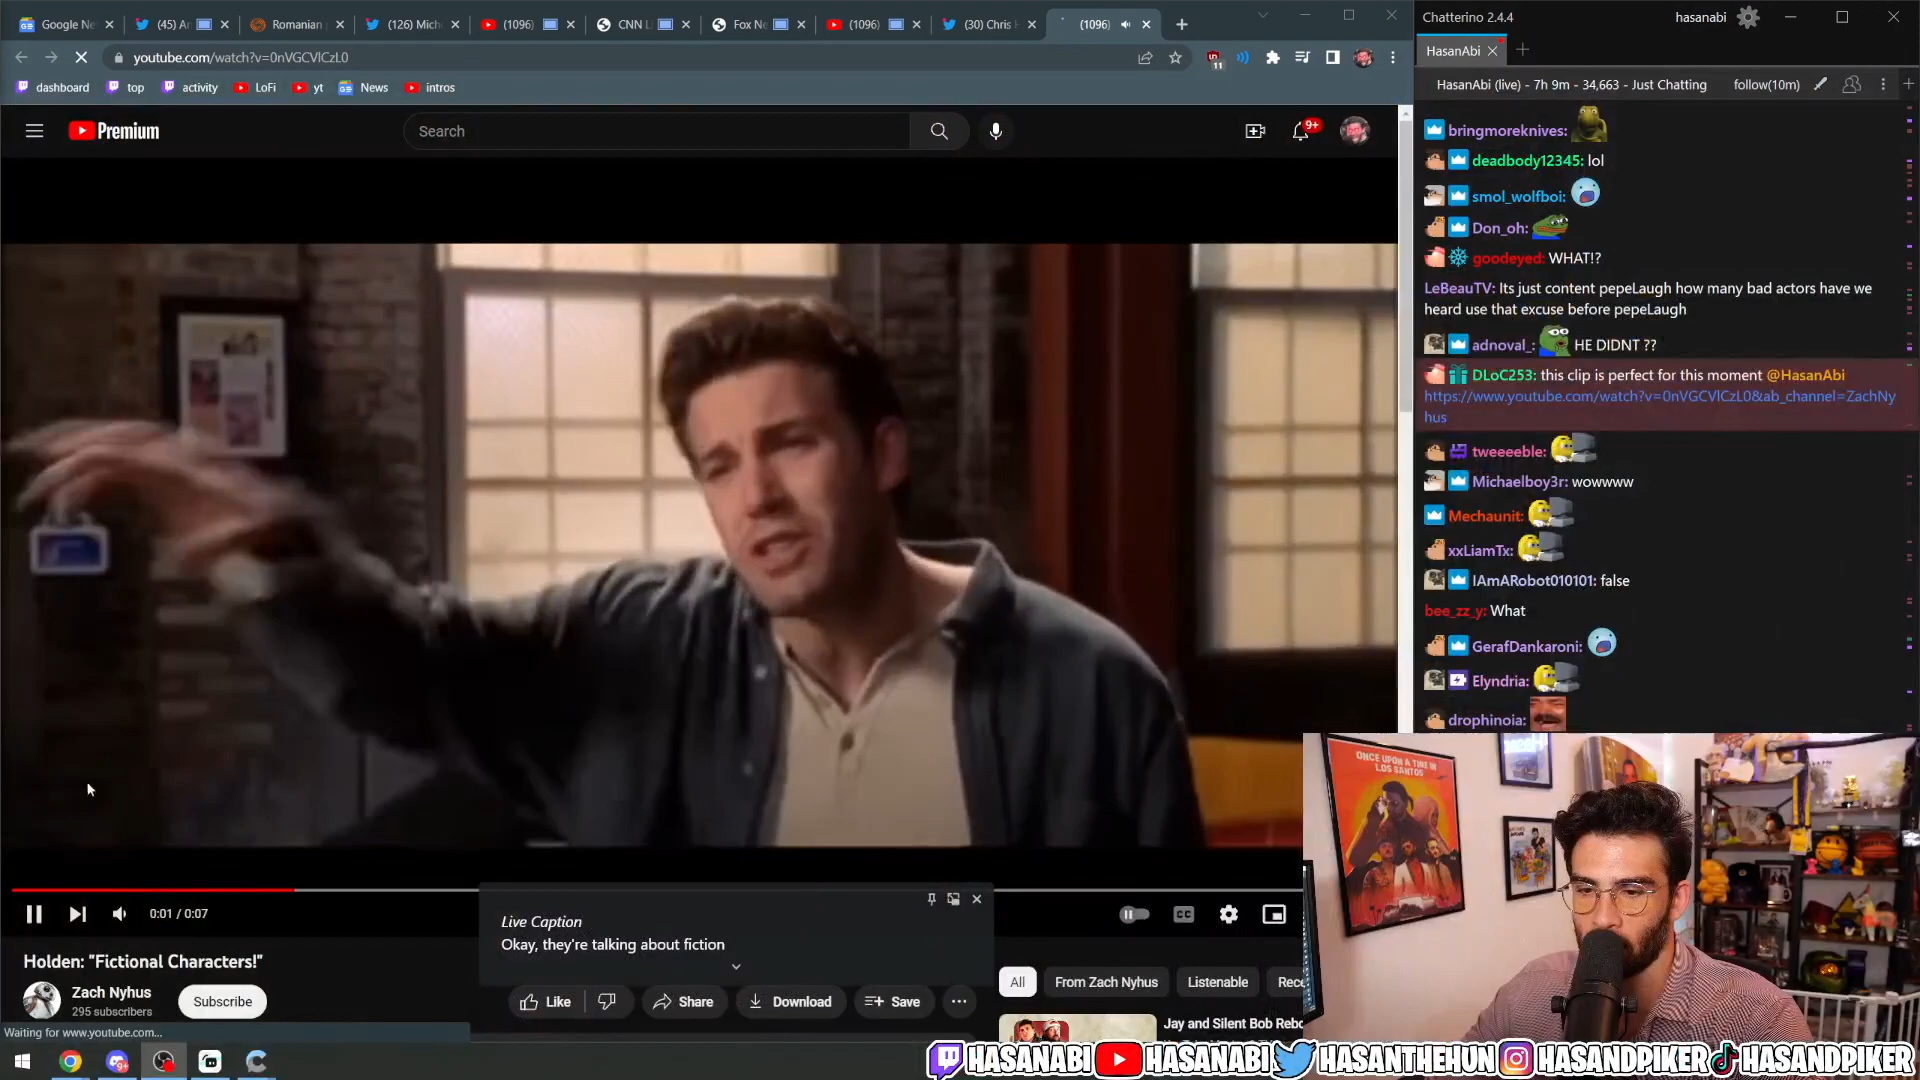 Google Ne
(45) Ar
Romanian
(126) Mich
(1096)
CNN L
Fox Ne
(1096)
(30) Chris
(1096)
youtube.com/watch?v=0nVGCVlCzL0
11
dashboard
top
activity
LoFi
yt
News
intros
Premium
Search
9+
0:01 / 0:07
Live Caption
Okay, they're talking about fiction
Holden: "Fictional Characters!"
Zach Nyhus
295 subscribers
Subscribe
Like
Share
Download
Save
All
From Zach Nyhus
Listenable
Rece
Jay and Silent Bob Rebo
Waiting for www.youtube.com...
Chatterino 2.4.4
hasanabi
HasanAbi
HasanAbi (live) - 7h 9m - 34,663 - Just Chatting
follow(10m)
bringmoreknives:
deadbody12345: lol
smol_wolfboi:
Don_oh:
goodeyed: WHAT!?
LeBeauTV: Its just content pepeLaugh how many bad actors have we
heard use that excuse before pepeLaugh
adnoval_: HE DIDNT ??
DLoC253: this clip is perfect for this moment @HasanAbi
https://www.youtube.com/watch?v=0nVGCVlCzL0&ab_channel=ZachNy
hus
tweeeeble:
Michaelboy3r: wowwww
Mechaunit:
xxLiamTx:
IAmARobot010101: false
bee_zz_y: What
GerafDankaroni:
Elyndria:
drophinoia:
ONCE UPON A TIME IN
LOS SANTOS
HASANABI
HASANABI
HASANTHEHUN
HASANDPIKER
HASANDPIKER